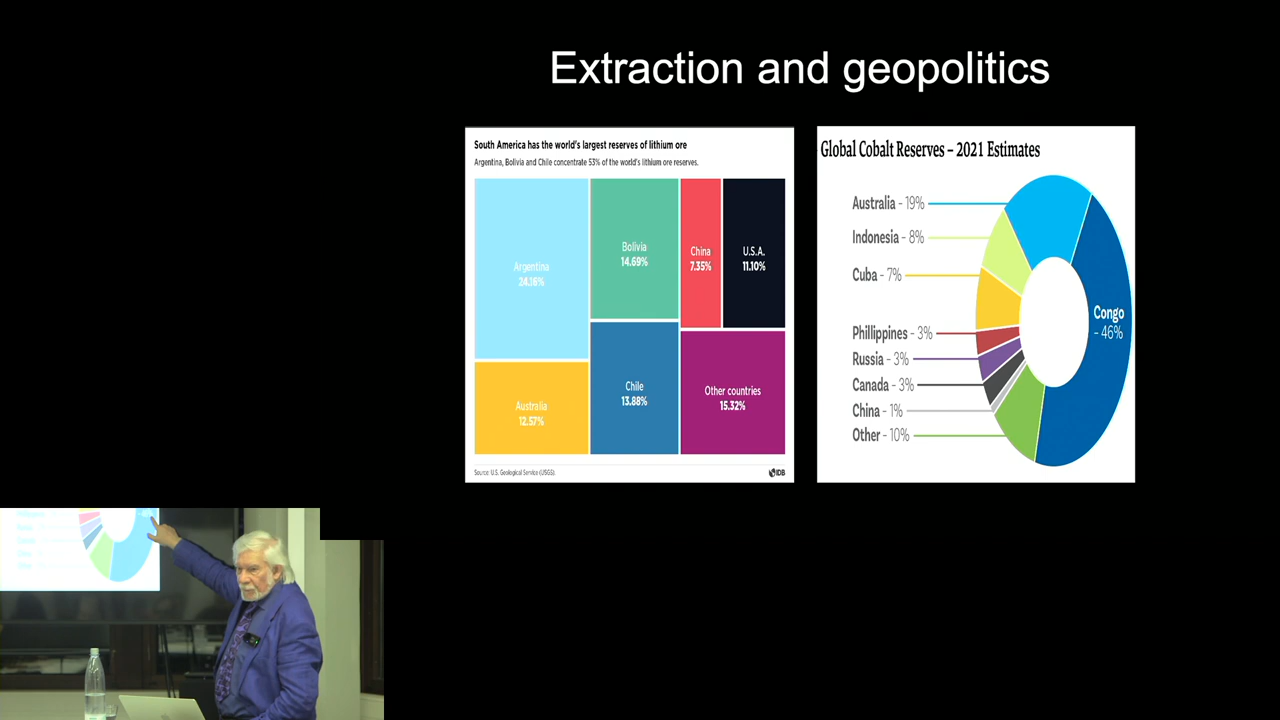 Extraction and geopolitics
South America has the world's largest reserves of lithium ore
Argentina, Bolivia and Chile concentrate 53% of the world's lithium ore reserves.
Argentina
24.16%
Bolivia
14.69%
China
7.35%
U.S.A.
11.10%
Australia
12.57%
Chile
13.88%
Other countries
15.32%
Source: U.S. Geological Service (USGS).
IDB
Global Cobalt Reserves – 2021 Estimates
Australia - 19%
Indonesia - 8%
Cuba - 7%
Phillippines - 3%
Russia - 3%
Canada - 3%
China - 1%
Other - 10%
Congo
- 46%